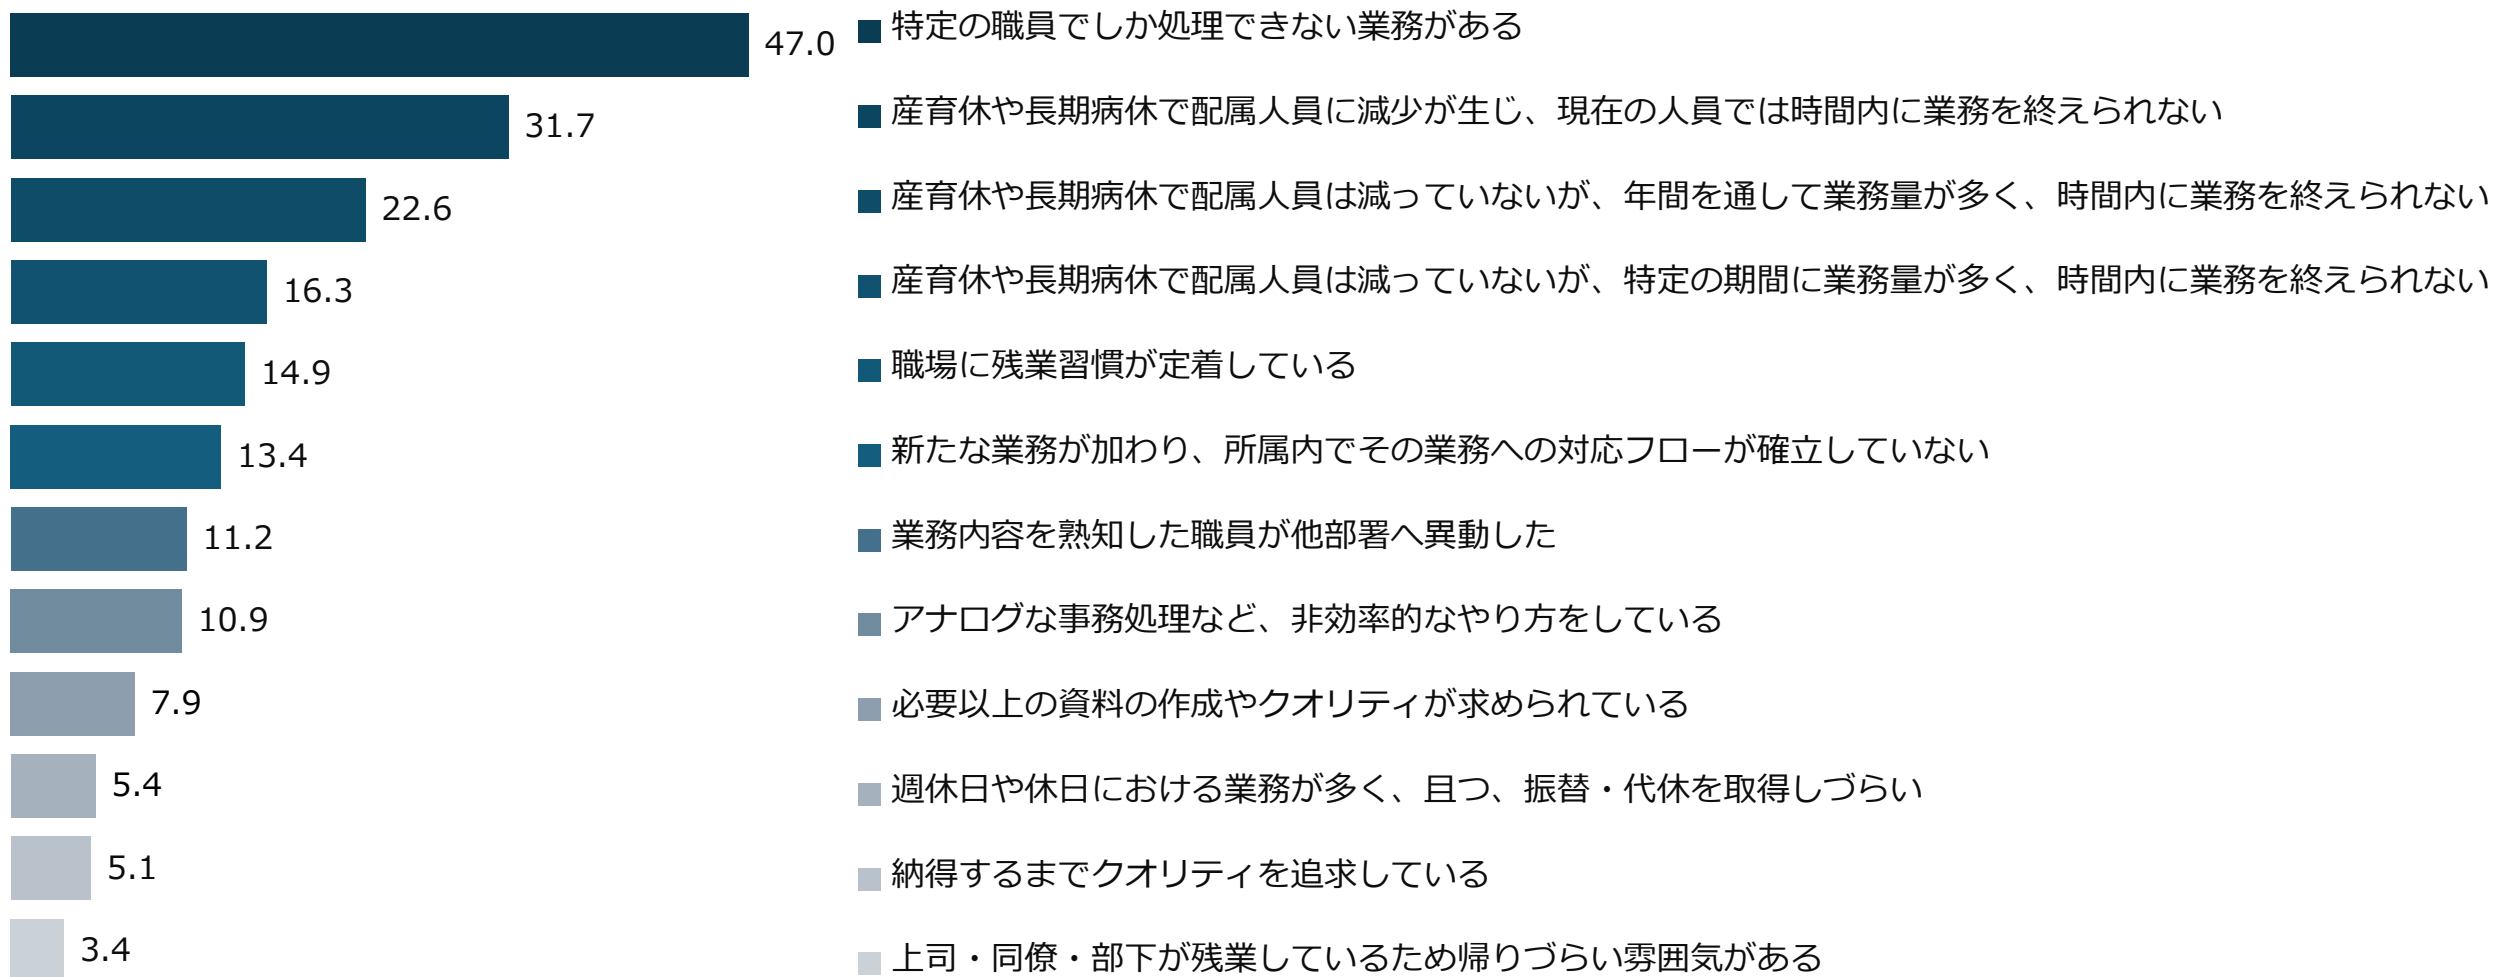 47.0 特定の職員でしか処理できない業務がある
31.7 産育休や長期病休で配属人員に減少が生じ、現在の人員では時間内に業務を終えられない
22.6 産育休や長期病休で配属人員は減っていないが、年間を通して業務量が多く、時間内に業務を終えられない
16.3 産育休や長期病休で配属人員は減っていないが、特定の期間に業務量が多く、時間内に業務を終えられない
14.9 職場に残業習慣が定着している
13.4 新たな業務が加わり、所属内でその業務への対応フローが確立していない
11.2 業務内容を熟知した職員が他部署へ異動した
10.9 アナログな事務処理など、非効率的なやり方をしている
7.9 必要以上の資料の作成やクオリティが求められている
5.4 週休日や休日における業務が多く、且つ、振替・代休を取得しづらい
5.1 納得するまでクオリティを追求している
3.4 上司・同僚・部下が残業しているため帰りづらい雰囲気がある